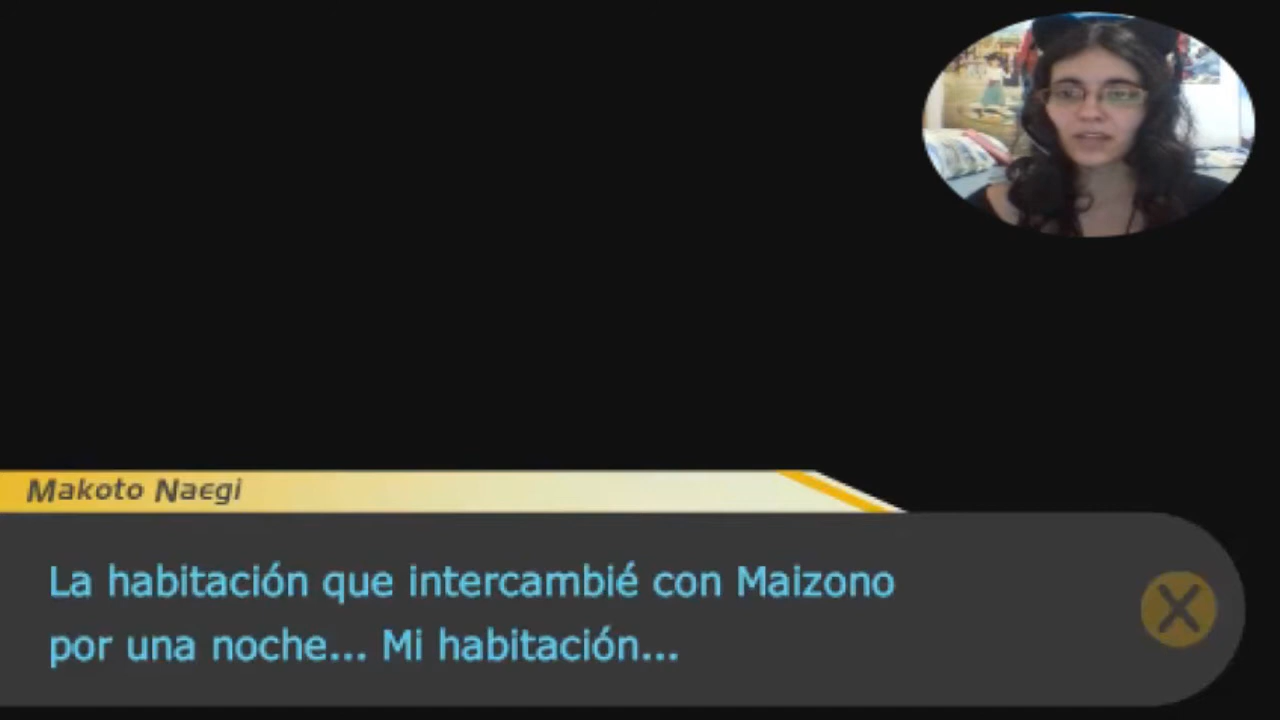 Makoto Naegi
La habitación que intercambié con Maizono
por una noche... Mi habitación...